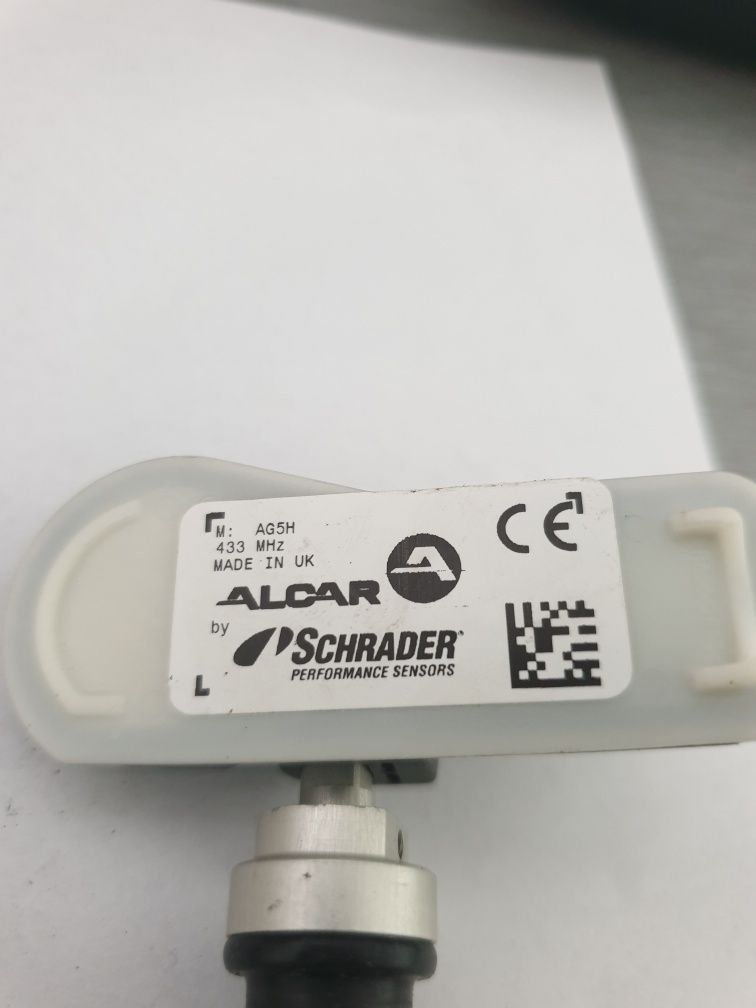 M: AG5H
433 MHz
MADE IN UK
CE
ALCAR
A
by SCHRADER
PERFORMANCE SENSORS